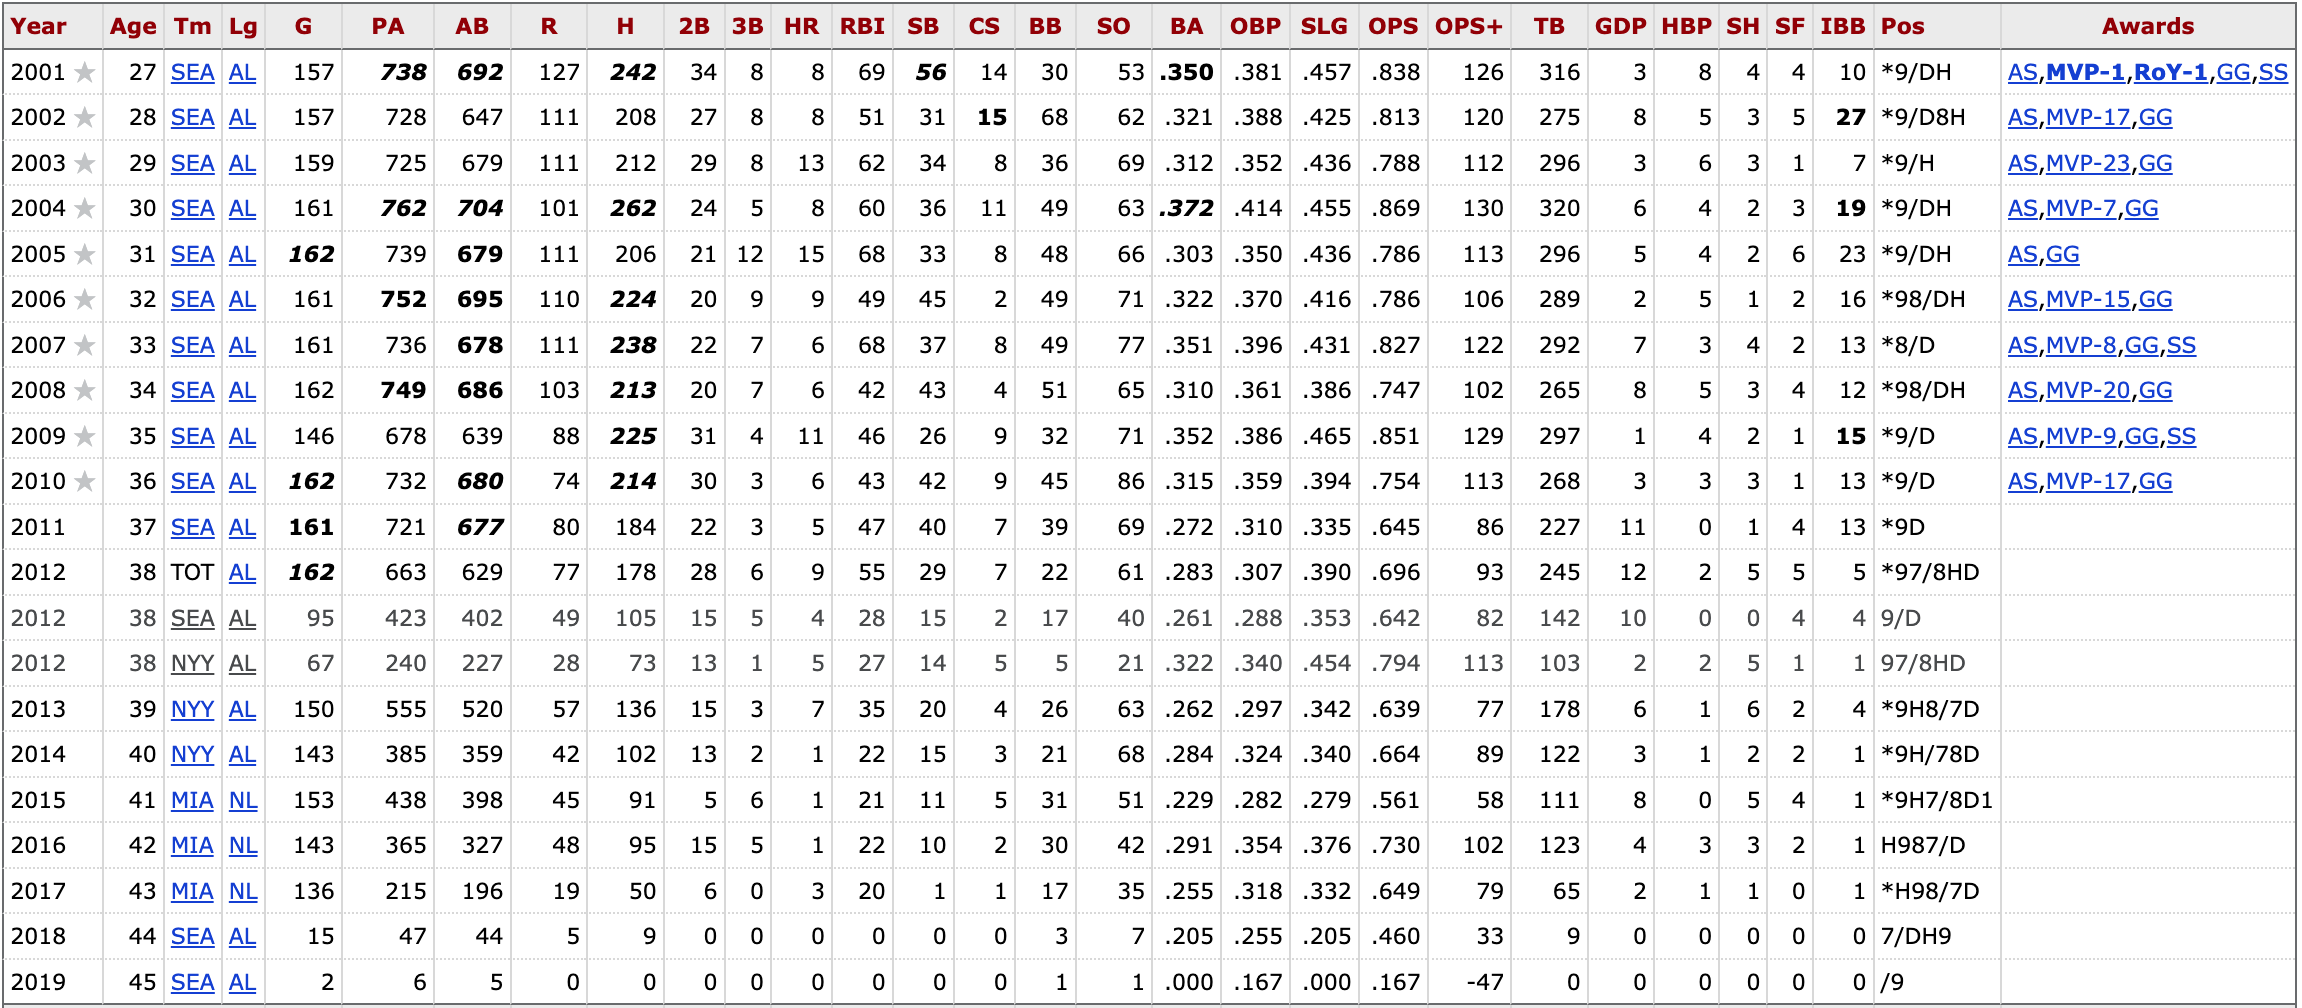 Year Age Tm Lg G PA AB R H 2B 3B HR RBI SB CS BB SO BA OBP SLG OPS OPS+ TB GDP HBP SH SF IBB Pos Awards
2001 ★ 27 SEA AL 157 738 692 127 242 34 8 8 69 56 14 30 53 .350 .381 .457 .838 126 316 3 8 4 4 10 *9/DH AS,MVP-1,RoY-1,GG,SS
2002 ★ 28 SEA AL 157 728 647 111 208 27 8 8 51 31 15 68 62 .321 .388 .425 .813 120 275 8 5 3 5 27 *9/D8H AS,MVP-17,GG
2003 ★ 29 SEA AL 159 725 679 111 212 29 8 13 62 34 8 36 69 .312 .352 .436 .788 112 296 3 6 3 1 7 *9/H AS,MVP-23,GG
2004 ★ 30 SEA AL 161 762 704 101 262 24 5 8 60 36 11 49 63 .372 .414 .455 .869 130 320 6 4 2 3 19 *9/DH AS,MVP-7,GG
2005 ★ 31 SEA AL 162 739 679 111 206 21 12 15 68 33 8 48 66 .303 .350 .436 .786 113 296 5 4 2 6 23 *9/DH AS,GG
2006 ★ 32 SEA AL 161 752 695 110 224 20 9 9 49 45 2 49 71 .322 .370 .416 .786 106 289 2 5 1 2 16 *98/DH AS,MVP-15,GG
2007 ★ 33 SEA AL 161 736 678 111 238 22 7 6 68 37 8 49 77 .351 .396 .431 .827 122 292 7 3 4 2 13 *8/D AS,MVP-8,GG,SS
2008 ★ 34 SEA AL 162 749 686 103 213 20 7 6 42 43 4 51 65 .310 .361 .386 .747 102 265 8 5 3 4 12 *98/DH AS,MVP-20,GG
2009 ★ 35 SEA AL 146 678 639 88 225 31 4 11 46 26 9 32 71 .352 .386 .465 .851 129 297 1 4 2 1 15 *9/D AS,MVP-9,GG,SS
2010 ★ 36 SEA AL 162 732 680 74 214 30 3 6 43 42 9 45 86 .315 .359 .394 .754 113 268 3 3 3 1 13 *9/D AS,MVP-17,GG
2011 37 SEA AL 161 721 677 80 184 22 3 5 47 40 7 39 69 .272 .310 .335 .645 86 227 11 0 1 4 13 *9D
2012 38 TOT AL 162 663 629 77 178 28 6 9 55 29 7 22 61 .283 .307 .390 .696 93 245 12 2 5 5 5 *97/8HD
2012 38 SEA AL 95 423 402 49 105 15 5 4 28 15 2 17 40 .261 .288 .353 .642 82 142 10 0 0 4 4 9/D
2012 38 NYY AL 67 240 227 28 73 13 1 5 27 14 5 5 21 .322 .340 .454 .794 113 103 2 2 5 1 1 97/8HD
2013 39 NYY AL 150 555 520 57 136 15 3 7 35 20 4 26 63 .262 .297 .342 .639 77 178 6 1 6 2 4 *9H8/7D
2014 40 NYY AL 143 385 359 42 102 13 2 1 22 15 3 21 68 .284 .324 .340 .664 89 122 3 1 2 2 1 *9H/78D
2015 41 MIA NL 153 438 398 45 91 5 6 1 21 11 5 31 51 .229 .282 .279 .561 58 111 8 0 5 4 1 *9H7/8D1
2016 42 MIA NL 143 365 327 48 95 15 5 1 22 10 2 30 42 .291 .354 .376 .730 102 123 4 3 3 2 1 H987/D
2017 43 MIA NL 136 215 196 19 50 6 0 3 20 1 1 17 35 .255 .318 .332 .649 79 65 2 1 1 0 1 *H98/7D
2018 44 SEA AL 15 47 44 5 9 0 0 0 0 0 0 3 7 .205 .255 .205 .460 33 9 0 0 0 0 0 7/DH9
2019 45 SEA AL 2 6 5 0 0 0 0 0 0 0 0 1 1 .000 .167 .000 .167 -47 0 0 0 0 0 0 /9